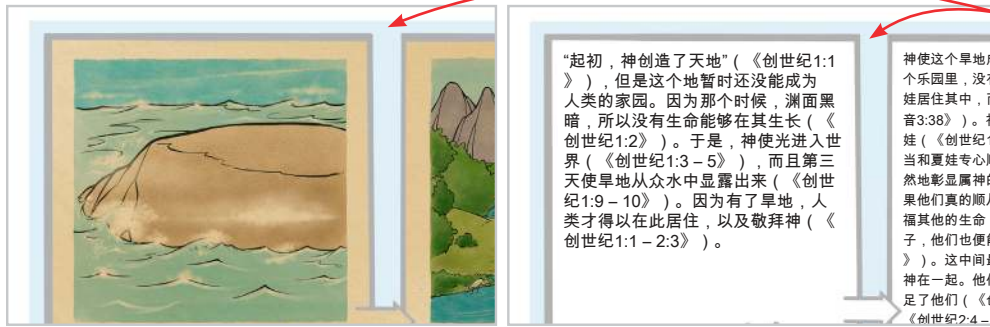 “起初，神创造了天地”（《创世纪1:1
》），但是这个地暂时还没能成为
人类的家园。因为那个时候，渊面黑
暗，所以没有生命能够在其生长（《
创世纪1:2》）。于是，神使光进入世
界（《创世纪1:3 – 5》），而且第三
天使旱地从众水中显露出来（《创世
纪1:9 – 10》）。因为有了旱地，人
类才得以在此居住，以及敬拜神（《
创世纪1:1 – 2:3》）。
神使这个旱地
个乐园里，没
娃居住其中，
音3:38》）。
娃（《创世纪1
当和夏娃专心
然地彰显属神
果他们真的顺
福其他的生命
子，他们也便
》）。这中间
神在一起。他
足了他们（《
《创世纪2:4 –